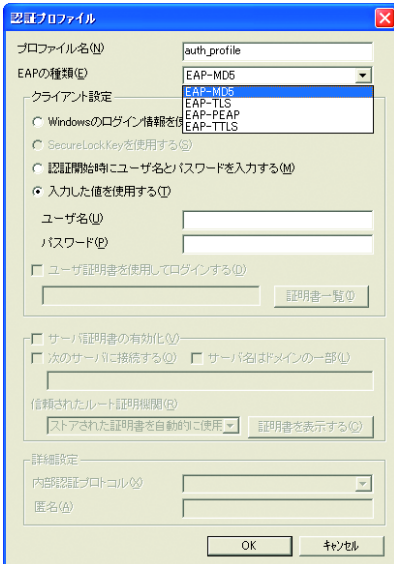 認証プロファイル
プロファイル名(N)
auth_profile
EAPの種類(E)
EAP-MD5
EAP-MD5
EAP-TLS
EAP-PEAP
EAP-TTLS
クライアント設定
Windowsのログイン情報を使
SecureLockKeyを使用する(S)
認証開始時にユーザ名とパスワードを入力する(M)
入力した値を使用する(T)
ユーザ名(U)
パスワード(P)
ユーザ証明書を使用してログインする(D)
証明書一覧(I)
サーバ証明書の有効化(V)
次のサーバに接続する(O) サーバ名はドメインの一部(L)
信頼されたルート証明機関(R)
ストアされた証明書を自動的に使用 証明書を表示する(C)
詳細設定
内部認証プロトコル(X)
匿名(A)
OK キャンセル